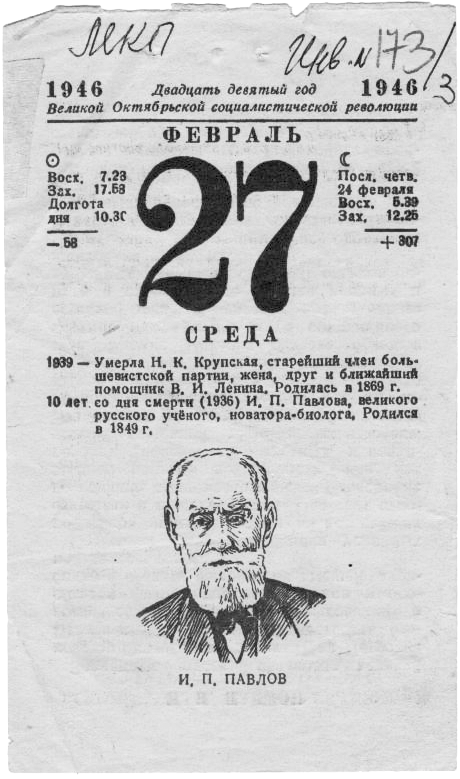 Инв. № 173/3
1946 Двадцать девятый год 1946
Великой Октябрьской социалистической революции
ФЕВРАЛЬ
Восх. 7.23
Зах. 17.58
Долгота
дня 10.30
— 58
27
Посл. четв.
24 февраля
Восх. 5.39
Зах. 12.25
+ 307
СРЕДА
1939 — Умерла Н. К. Крупская, старейший член боль-
шевистской партии, жена, друг и ближайший
помощник В. И. Ленина. Родилась в 1869 г.
10 лет со дня смерти (1936) И. П. Павлова, великого
русского учёного, новатора-биолога. Родился
в 1849 г.
И. П. ПАВЛОВ